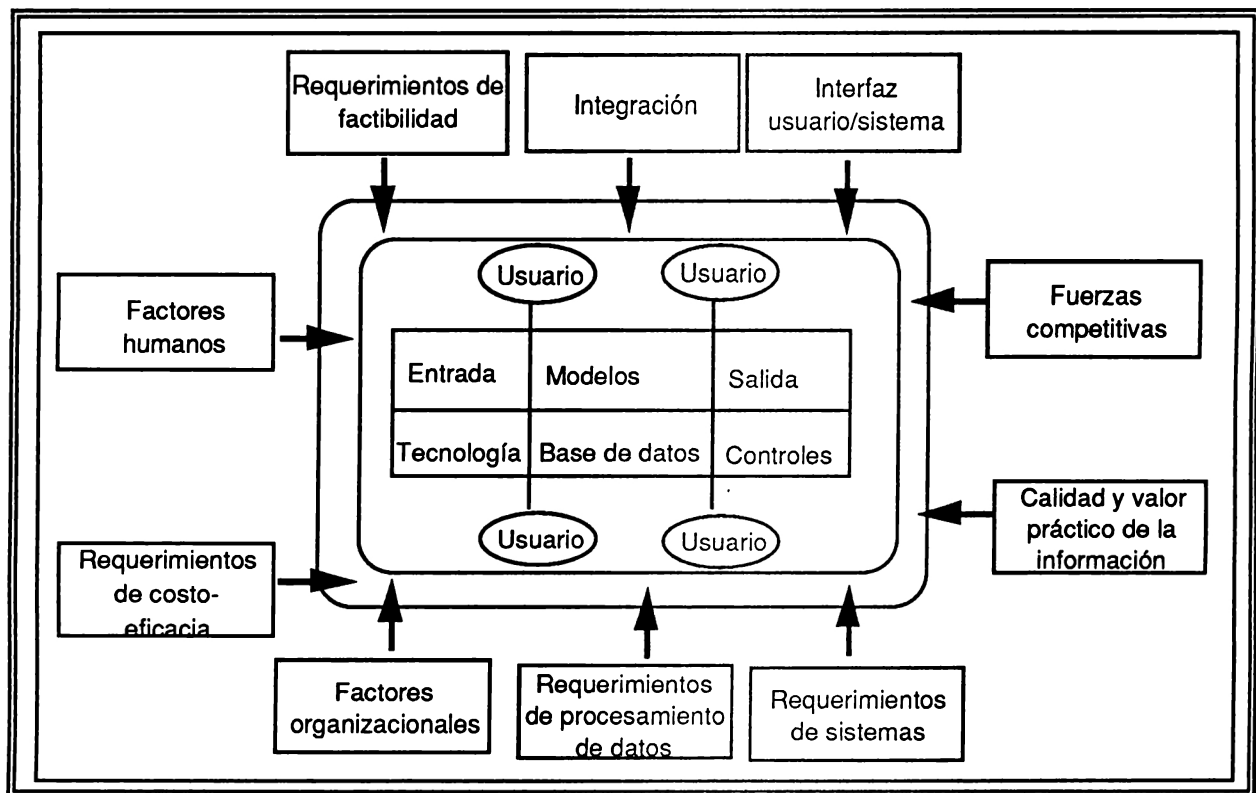 Requerimientos de
factibilidad
Integración
Interfaz
usuario/sistema
Usuario
Usuario
Factores
humanos
Fuerzas
competitivas
Entrada
Modelos
Salida
Tecnología
Base de datos
Controles
Usuario
Usuario
Requerimientos
de costo-
eficacia
Calidad y valor
práctico de la
información
Factores
organizacionales
Requerimientos
de procesamiento
de datos
Requerimientos
de sistemas